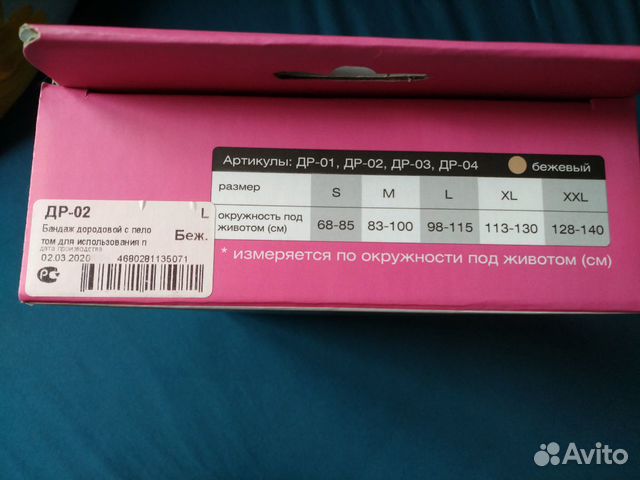 Артикулы: ДР-01, ДР-02, ДР-03, ДР-04 бежевый
размер S M L XL XXL
окружность под животом (см) 68-85 83-100 98-115 113-130 128-140
* измеряется по окружности под животом (см)
ДР-02 L
Бандаж дородовой с пело Беж.
том для использования п
дата производства
02.03.2020 4680281135071
РСТ
Avito